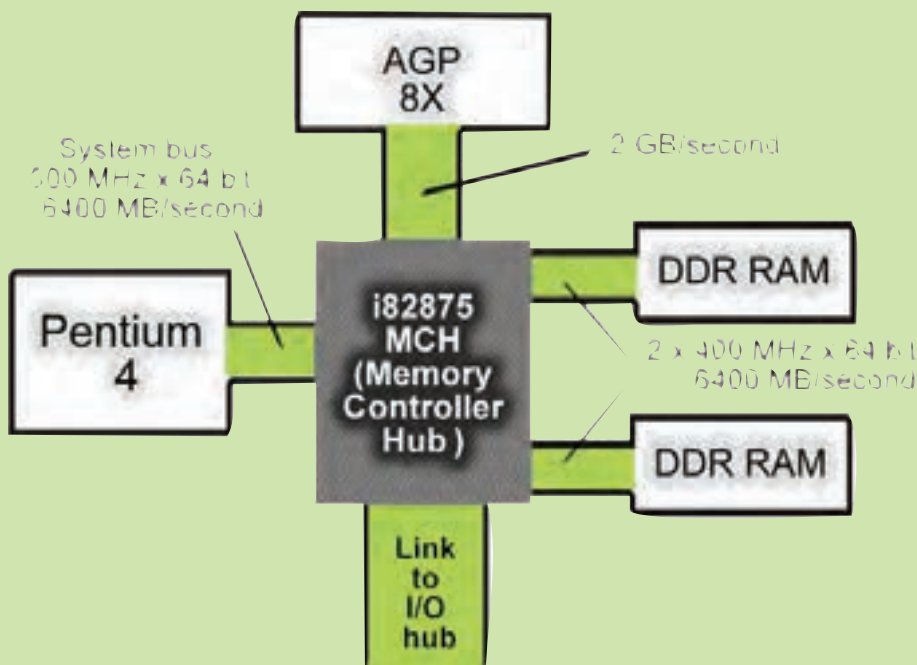 AGP
8X
System bus
MHz x 64 bit
6400 MB/second
2 GB/second
DDR RAM
i82875
MCH
(Memory
Controller
Hub )
Pentium
4
2 x 400 MHz x 64 bit
6400 MB/second
DDR RAM
Link
to
I/O
hub